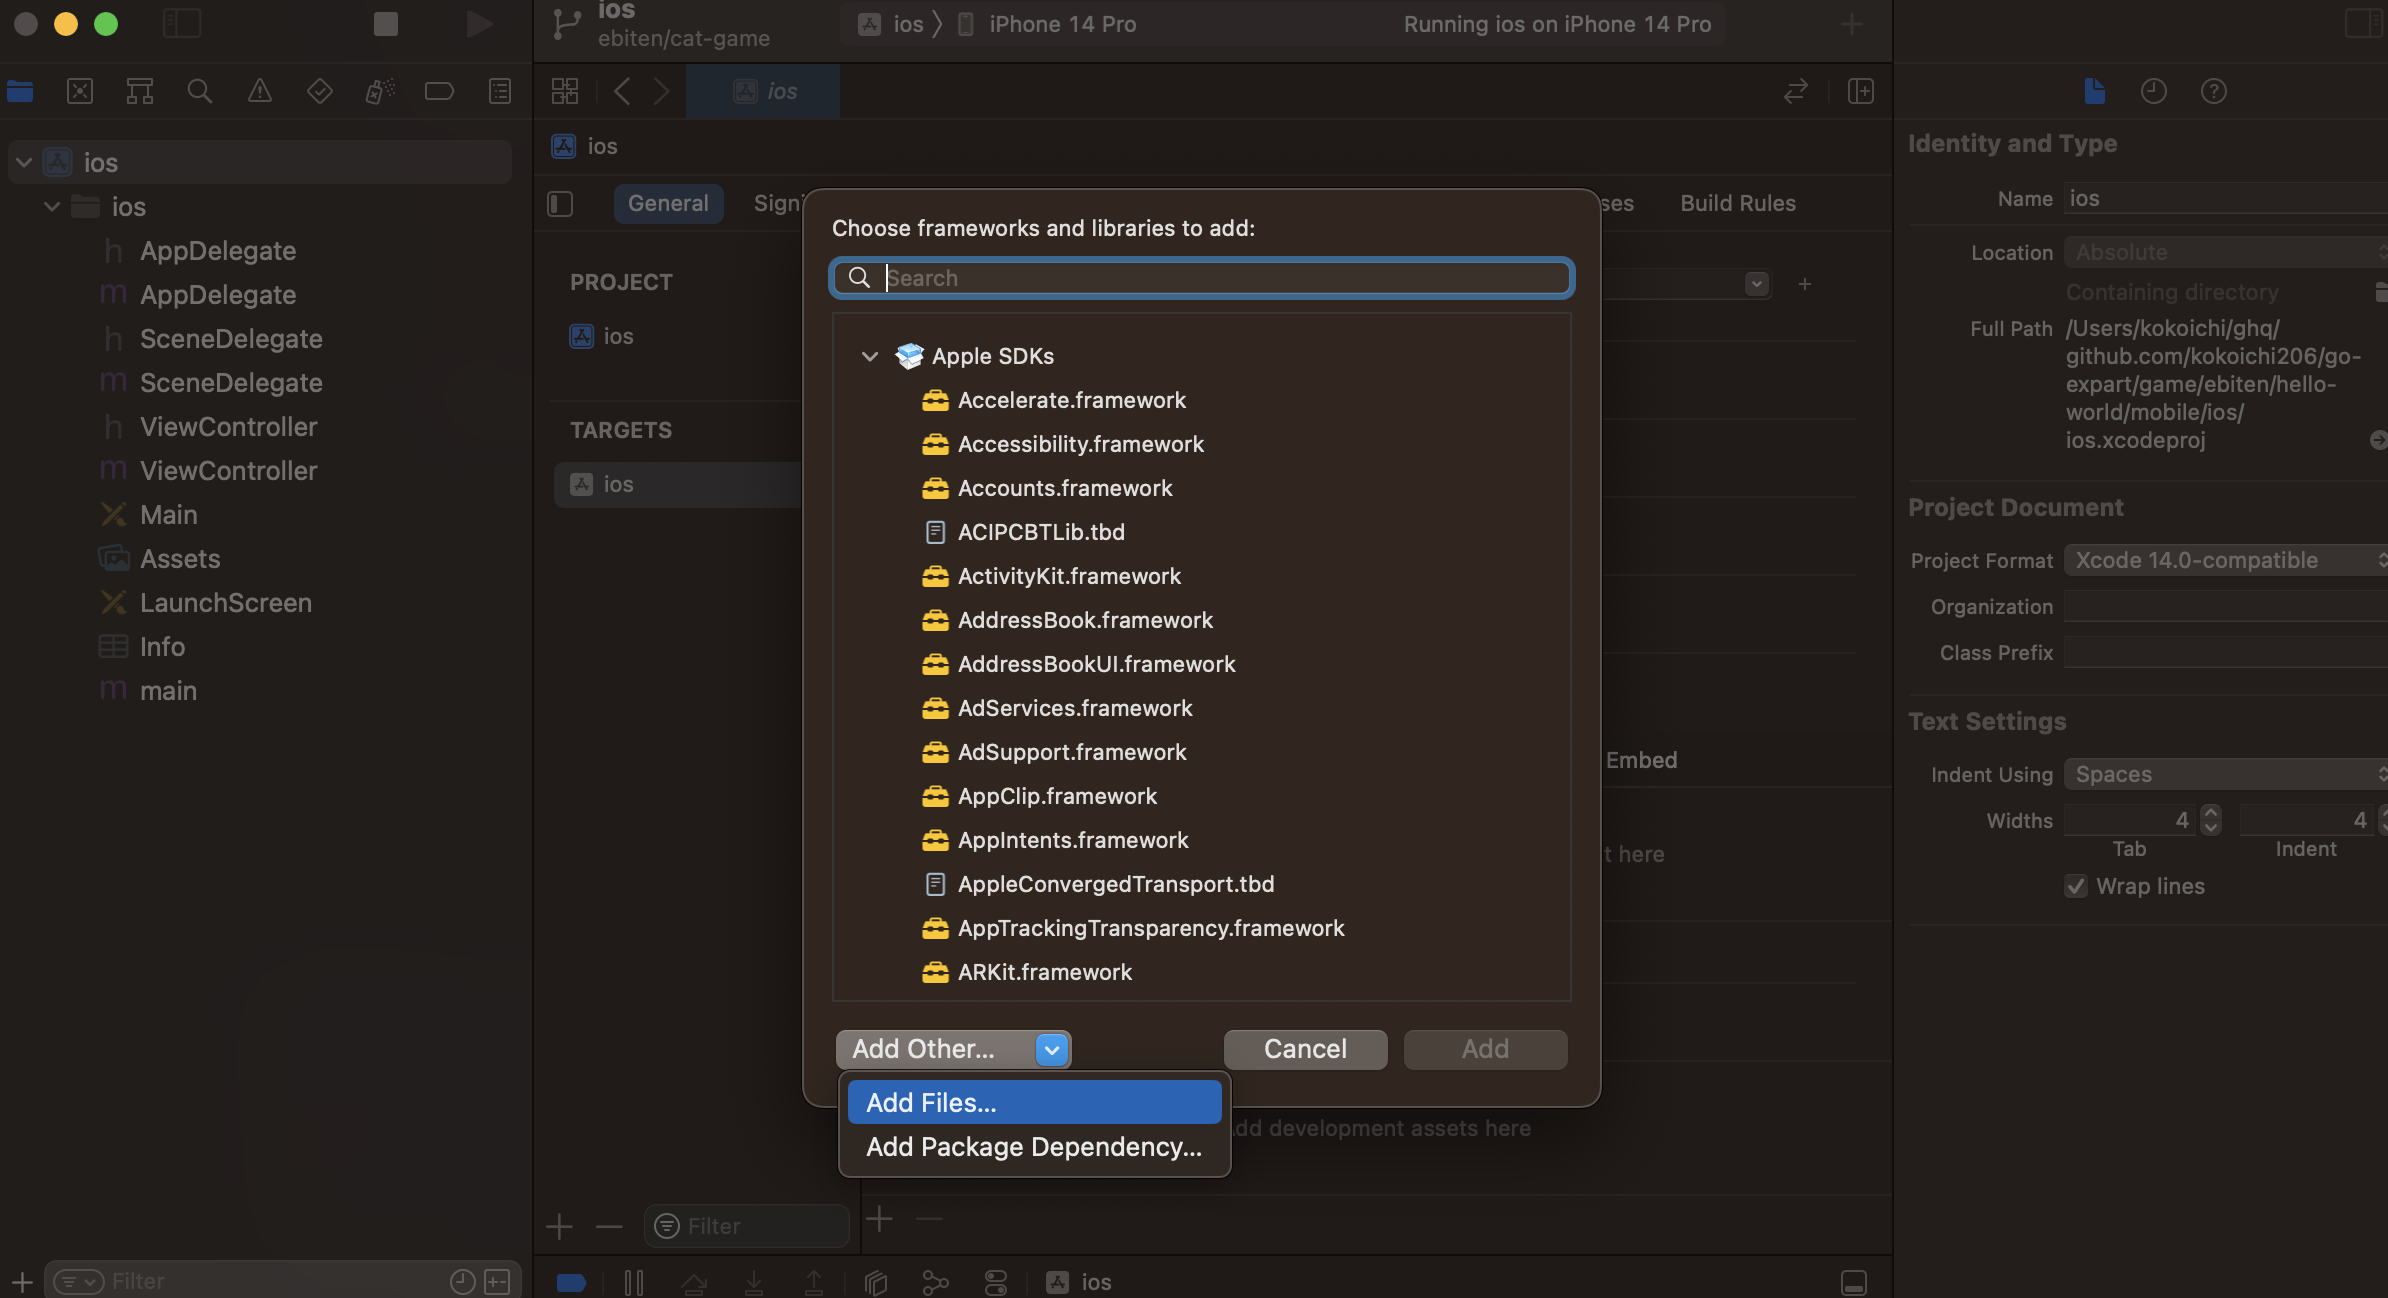 ios
ebiten/cat-game
ios
iPhone 14 Pro
Running ios on iPhone 14 Pro
ios
ios
ios
ios
AppDelegate
AppDelegate
SceneDelegate
SceneDelegate
ViewController
ViewController
Main
Assets
LaunchScreen
Info
main
Filter
General
Signi
ses
Build Rules
PROJECT
ios
TARGETS
ios
Embed
t here
dd development assets here
Filter
ios
Choose frameworks and libraries to add:
Search
Apple SDKs
Accelerate.framework
Accessibility.framework
Accounts.framework
ACIPCBTLib.tbd
ActivityKit.framework
AddressBook.framework
AddressBookUI.framework
AdServices.framework
AdSupport.framework
AppClip.framework
AppIntents.framework
AppleConvergedTransport.tbd
AppTrackingTransparency.framework
ARKit.framework
Add Other...
Cancel
Add
Add Files...
Add Package Dependency...
Identity and Type
Name ios
Location Absolute
Containing directory
Full Path /Users/kokoichi/ghq/
github.com/kokoichi206/go-
expart/game/ebiten/hello-
world/mobile/ios/
ios.xcodeproj
Project Document
Project Format Xcode 14.0-compatible
Organization
Class Prefix
Text Settings
Indent Using Spaces
Widths 4 4
Tab Indent
Wrap lines